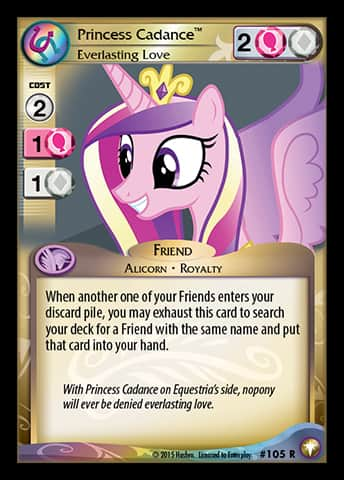 Princess Cadance™
Everlasting Love
2
COST
2
1
1
FRIEND
ALICORN • ROYALTY
When another one of your Friends enters your
discard pile, you may exhaust this card to search
your deck for a Friend with the same name and put
that card into your hand.
With Princess Cadance on Equestria's side, nopony
will ever be denied everlasting love.
© 2015 Hasbro. Licensed to Enterplay.
#105 R